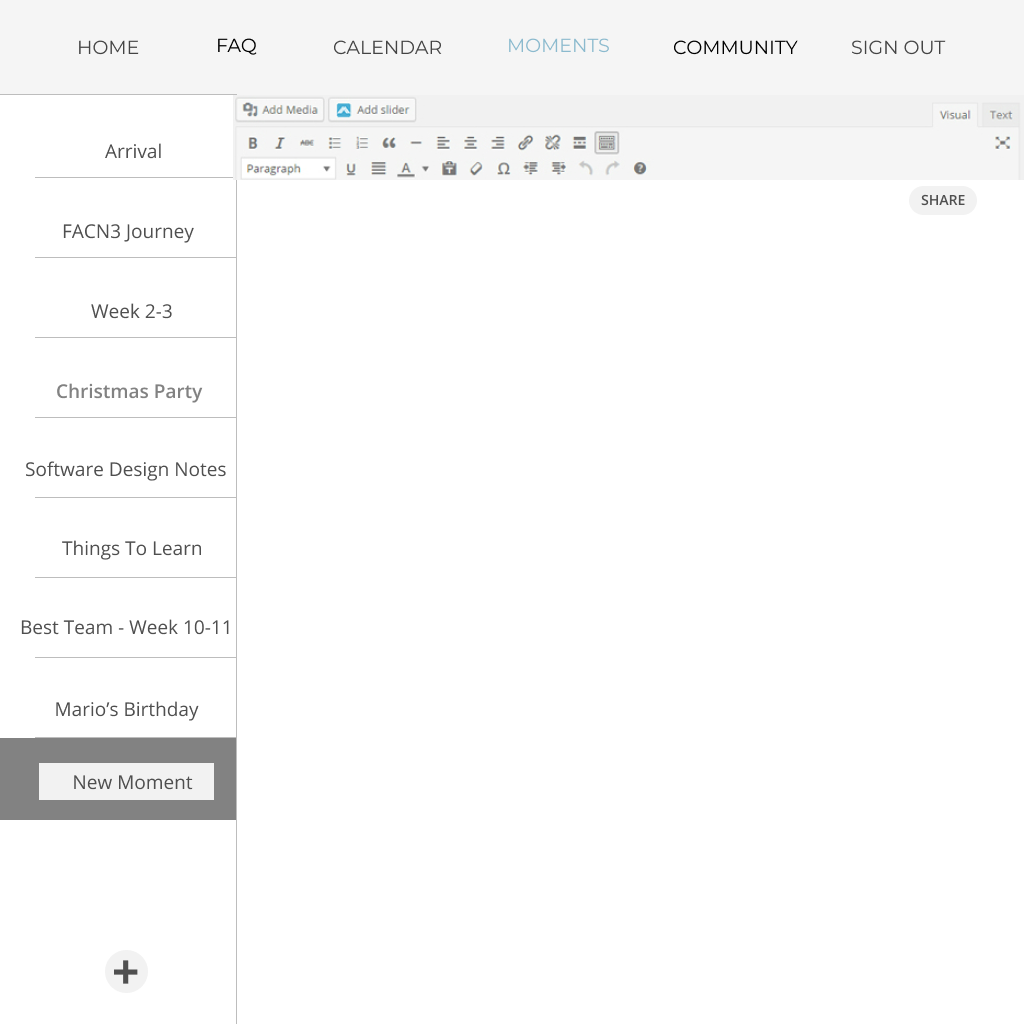 HOME FAQ CALENDAR MOMENTS COMMUNITY SIGN OUT
Add Media Add slider
Visual Text
B I ABC
Paragraph U A Ω ?
SHARE
Arrival
FACN3 Journey
Week 2-3
Christmas Party
Software Design Notes
Things To Learn
Best Team - Week 10-11
Mario’s Birthday
New Moment